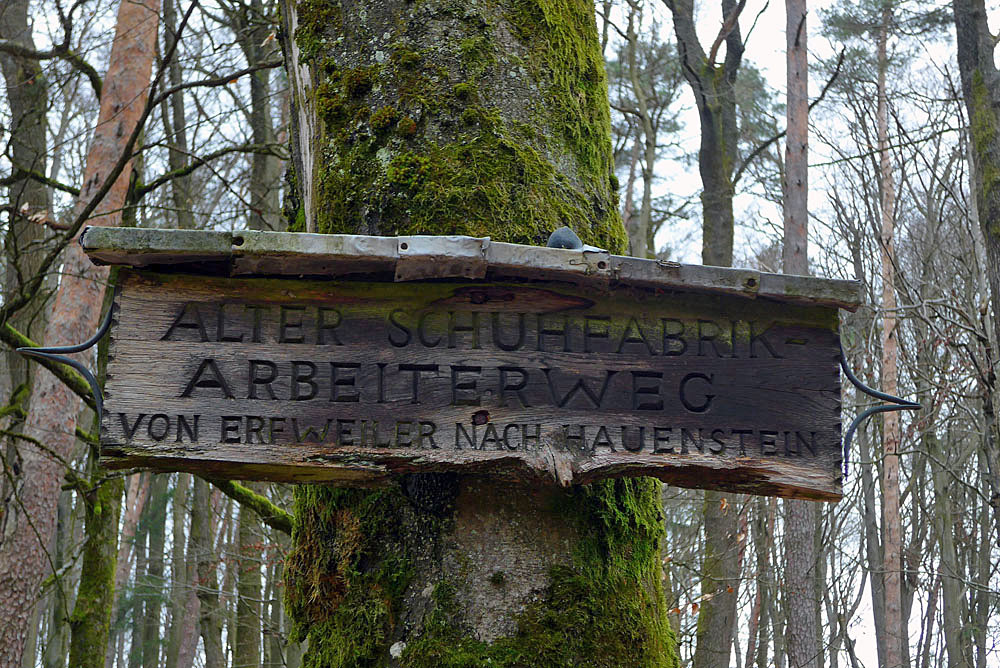 ALTER SCHUHFABRIK-
ARBEITERWEG
VON ERFWEILER NACH HAUENSTEIN